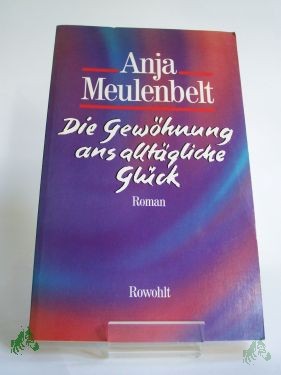 Anja
Meulenbelt
Die Gewöhnung
ans alltägliche
Glück
Roman
Rowohlt